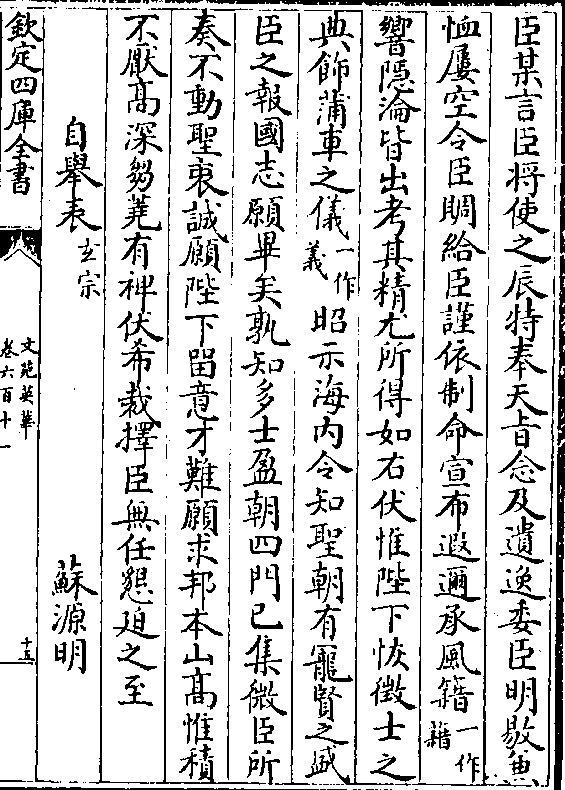 臣某言臣将使之辰特奉天旨念及遺逸委臣明敭魚
恤屢空令臣賙給臣謹依制命宣布遐邇承風籍一作藉
響隠淪皆出考其精尤所得如右伏惟陛下恢徴士之
典飾蒲車之儀一作義昭示海内令知聖朝有寵賢之盛
臣之報國志願畢矣孰知多士盈朝四門已集微臣所
奏不動聖衷誠願陛下留意才難願求邦本山髙惟積
不厭髙深芻蕘有裨伏希裁擇臣無任懇迫之至
自舉表玄宗 蘇源明
欽定四庫全書
文苑英華
卷六百十一
十五